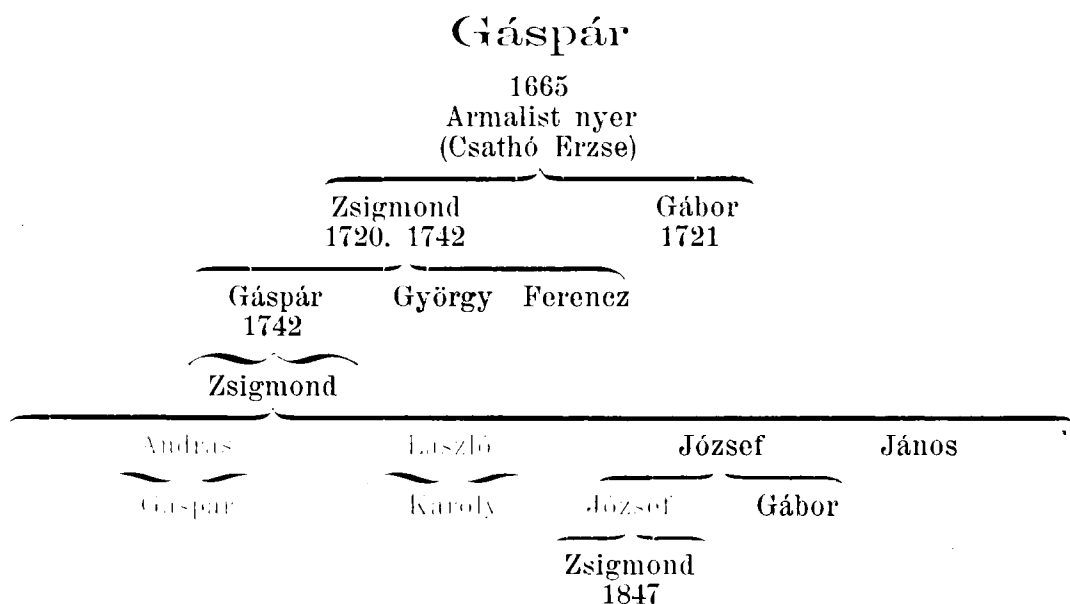 Gáspár
1665
Armalist nyer
(Csathó Erzse)
Zsigmond Gábor
1720. 1742 1721
Gáspár György Ferencz
1742
Zsigmond
András László József János
Gáspár Károly József Gábor
Zsigmond
1847